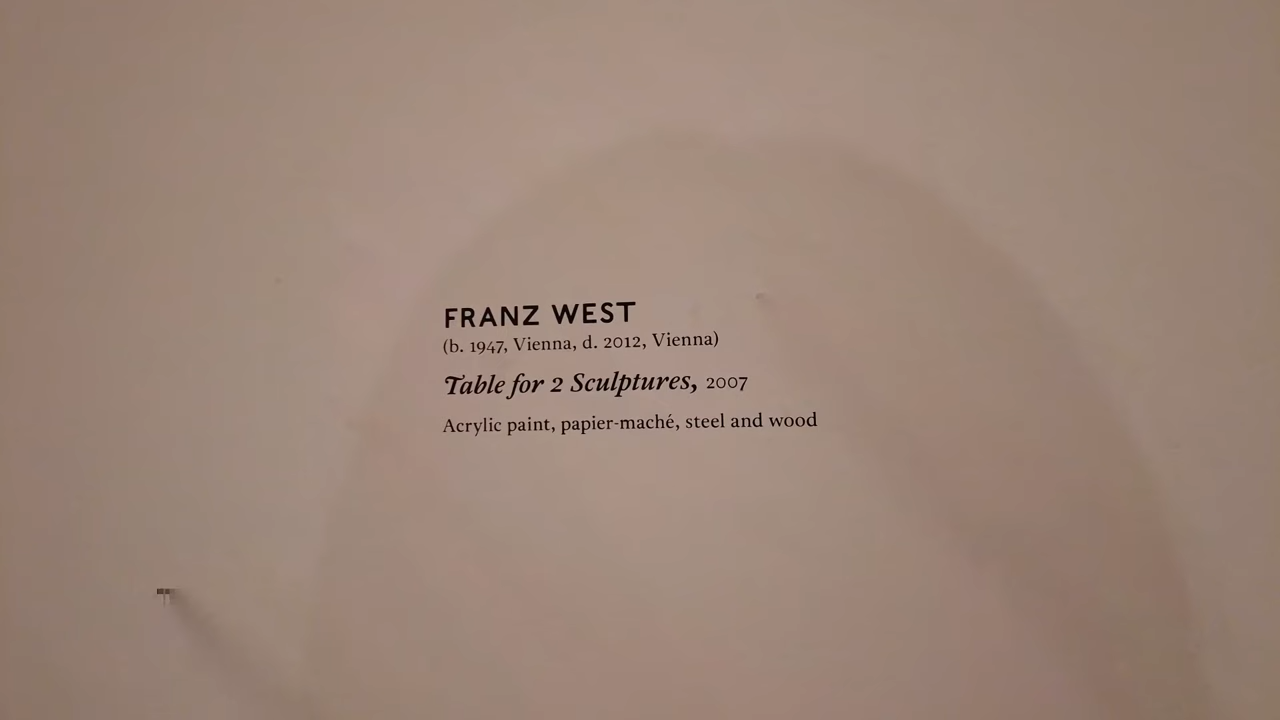 FRANZ WEST
(b. 1947, Vienna, d. 2012, Vienna)
Table for 2 Sculptures, 2007
Acrylic paint, papier-maché, steel and wood